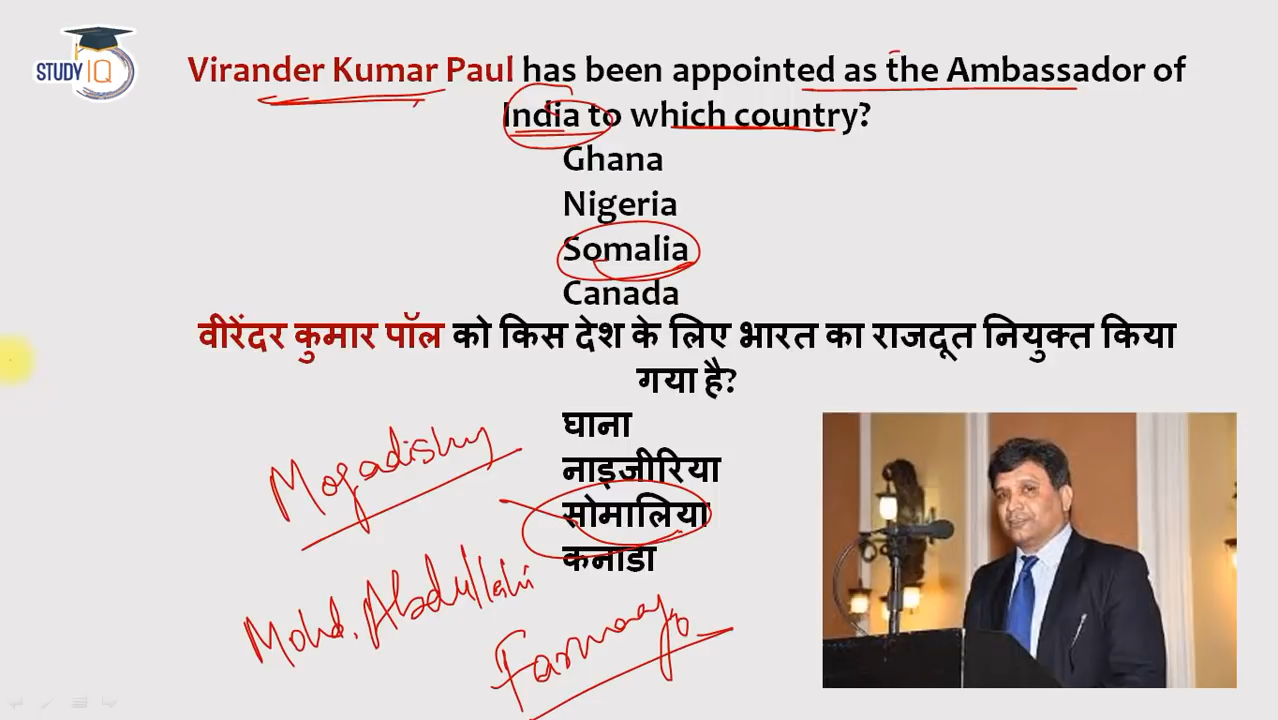 STUDY IQ
Virander Kumar Paul has been appointed as the Ambassador of
India to which country?
Ghana
Nigeria
Somalia
Canada
वीरेंदर कुमार पॉल को किस देश के लिए भारत का राजदूत नियुक्त किया
गया है?
घाना
नाइजीरिया
सोमालिया
कनाडा
Mogadishu
Mohd. Abdullahi
Farmaajo